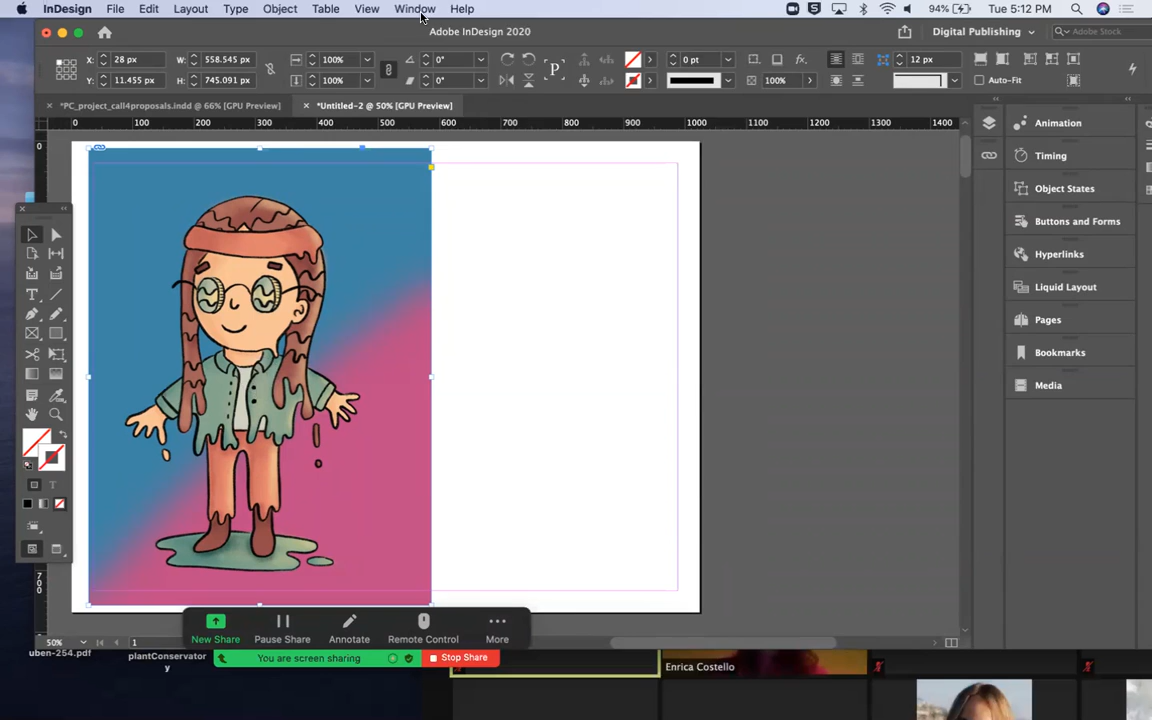 InDesign File Edit Layout Type Object Table View Window Help 94% Tue 5:12 PM
Adobe InDesign 2020 Digital Publishing Adobe Stock
X: 28 px W: 558.545 px 100% 0° P fx. 0 pt 12 px
Y: 11.455 px H: 745.091 px 100% 0° 100% Auto-Fit
*PC_project_call4proposals.indd @ 66% [GPU Preview] *Untitled-2 @ 50% [GPU Preview]
0 100 200 300 400 500 600 700 800 900 1000 1100 1200 1300 1400
0
Animation
Timing
Object States
Buttons and Forms
Hyperlinks
Liquid Layout
Pages
Bookmarks
Media
T
T
700
New Share Pause Share Annotate Remote Control More
50% 1
uben-254.pdf plantConservatory
You are screen sharing Stop Share
Enrica Costello